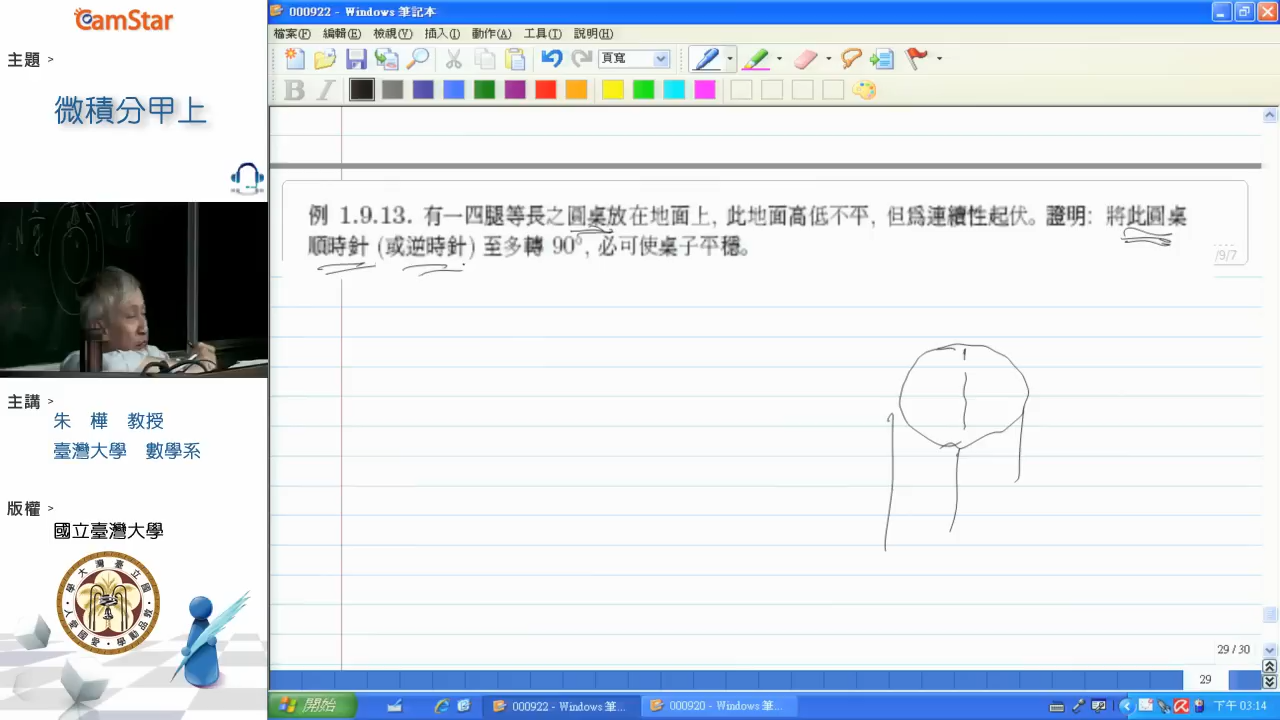 CamStar
主題 >
微積分甲上
主講 >
朱 樺 教授
臺灣大學 數學系
版權 >
國立臺灣大學
000922 - Windows 筆記本
檔案(F) 編輯(E) 檢視(V) 插入(I) 動作(A) 工具(T) 說明(H)
頁寬
B I
例 1.9.13. 有一四腿等長之圓桌放在地面上, 此地面高低不平, 但為連續性起伏。證明: 將此圓桌
順時針 (或逆時針) 至多轉 90°, 必可使桌子平穩。
/9/7
29 / 30
29
開始 000922 - Windows 筆... 000920 - Windows 筆... 下午 03:14